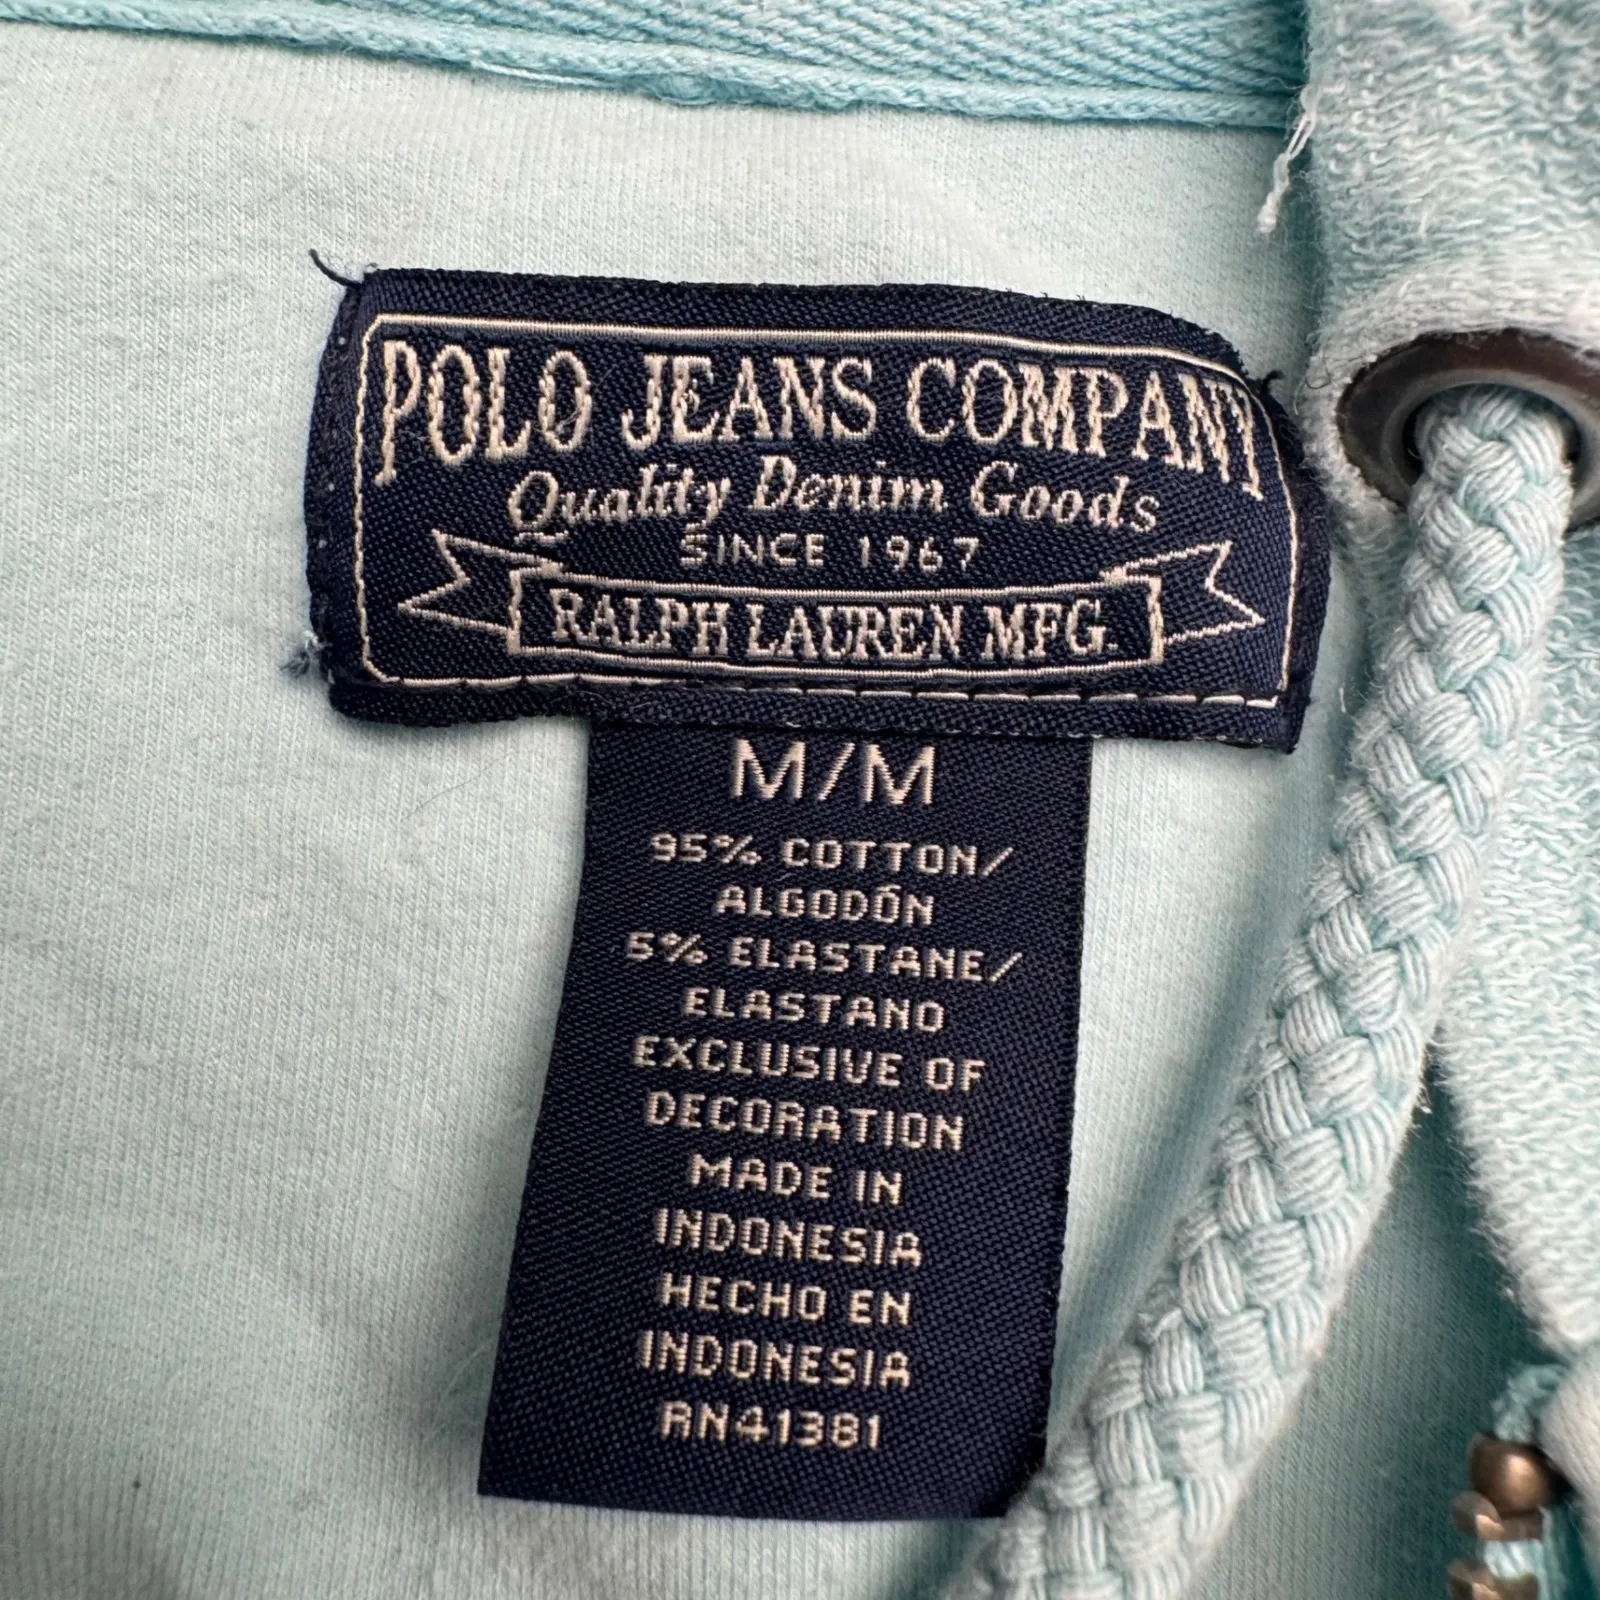 POLO JEANS COMPANY
Quality Denim Goods
SINCE 1967
RALPH LAUREN MFG.
M/M
95% COTTON/
ALGODÓN
5% ELASTANE/
ELASTANO
EXCLUSIVE OF
DECORATION
MADE IN
INDONESIA
HECHO EN
INDONESIA
RN41381